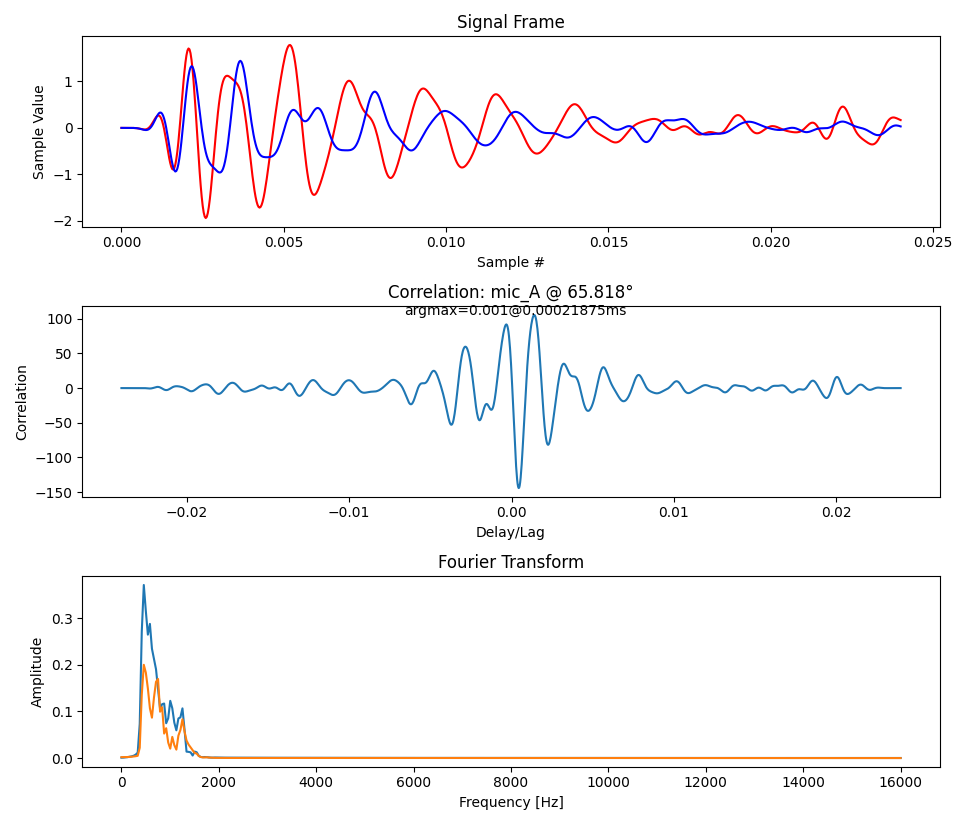 Signal Frame
Sample Value
1
0
−1
−2
0.000 0.005 0.010 0.015 0.020 0.025
Sample #
Correlation: mic_A @ 65.818°
argmax=0.001@0.00021875ms
Correlation
100
50
0
−50
−100
−150
−0.02 −0.01 0.00 0.01 0.02
Delay/Lag
Fourier Transform
Amplitude
0.3
0.2
0.1
0.0
0 2000 4000 6000 8000 10000 12000 14000 16000
Frequency [Hz]